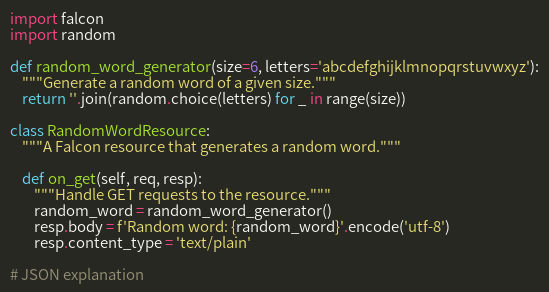 import falcon
import random

def random_word_generator(size=6, letters='abcdefghijklmnopqrstuvwxyz'):
    """Generate a random word of a given size."""
    return ''.join(random.choice(letters) for _ in range(size))

class RandomWordResource:
    """A Falcon resource that generates a random word."""

    def on_get(self, req, resp):
        """Handle GET requests to the resource."""
        random_word = random_word_generator()
        resp.body = f'Random word: {random_word}'.encode('utf-8')
        resp.content_type = 'text/plain'

# JSON explanation